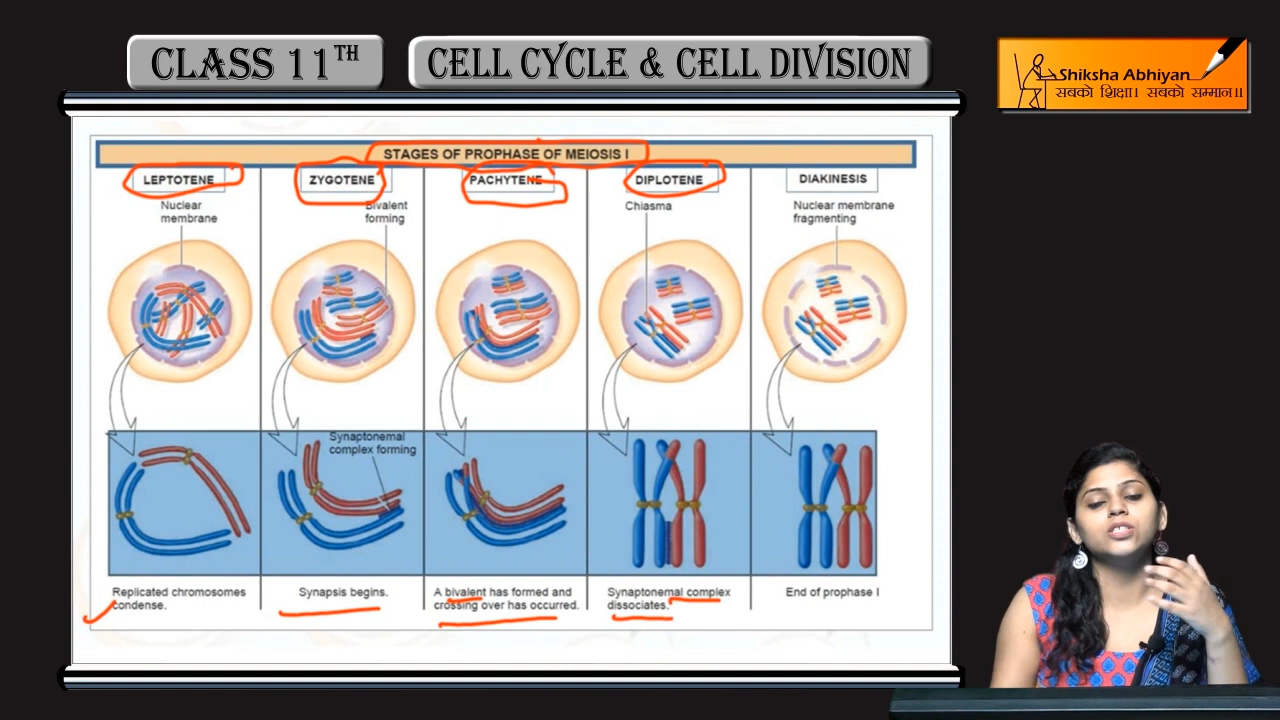 CLASS 11TH
CELL CYCLE & CELL DIVISION
Shiksha Abhiyan
सबको शिक्षा। सबको सम्मान।।
STAGES OF PROPHASE OF MEIOSIS I
LEPTOTENE
ZYGOTENE
PACHYTENE
DIPLOTENE
DIAKINESIS
Nuclear
membrane
Bivalent
forming
Chiasma
Nuclear membrane
fragmenting
Synaptonemal
complex forming
Replicated chromosomes
condense.
Synapsis begins.
A bivalent has formed and
crossing over has occurred.
Synaptonemal complex
dissociates.
End of prophase I